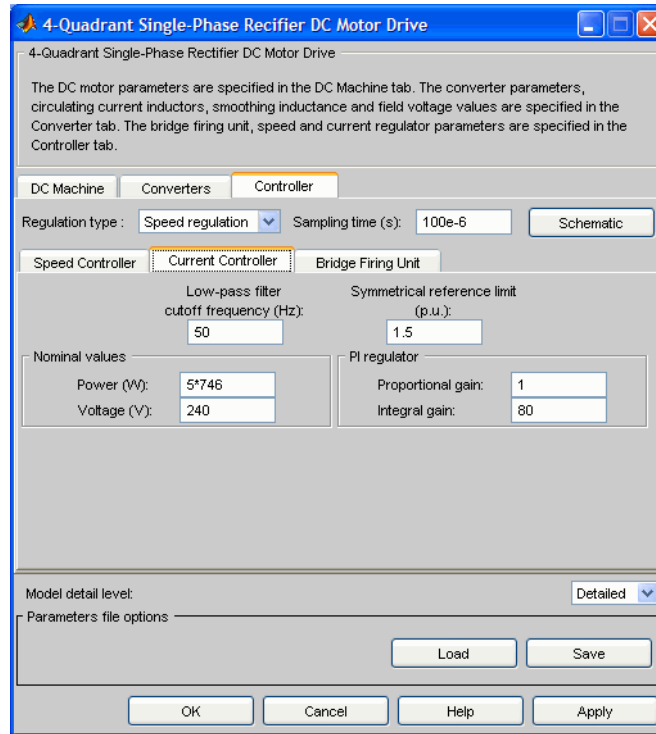 4-Quadrant Single-Phase Rectifier DC Motor Drive
4-Quadrant Single-Phase Rectifier DC Motor Drive
The DC motor parameters are specified in the DC Machine tab. The converter parameters,
circulating current inductors, smoothing inductance and field voltage values are specified in the
Converter tab. The bridge firing unit, speed and current regulator parameters are specified in the
Controller tab.
DC Machine Converters Controller
Regulation type : Speed regulation Sampling time (s): 100e-6 Schematic
Speed Controller Current Controller Bridge Firing Unit
Low-pass filter
cutoff frequency (Hz):
50
Symmetrical reference limit
(p.u.):
1.5
Nominal values
Power (W): 5*746
Voltage (V): 240
PI regulator
Proportional gain: 1
Integral gain: 80
Model detail level: Detailed
Parameters file options
Load Save
OK Cancel Help Apply